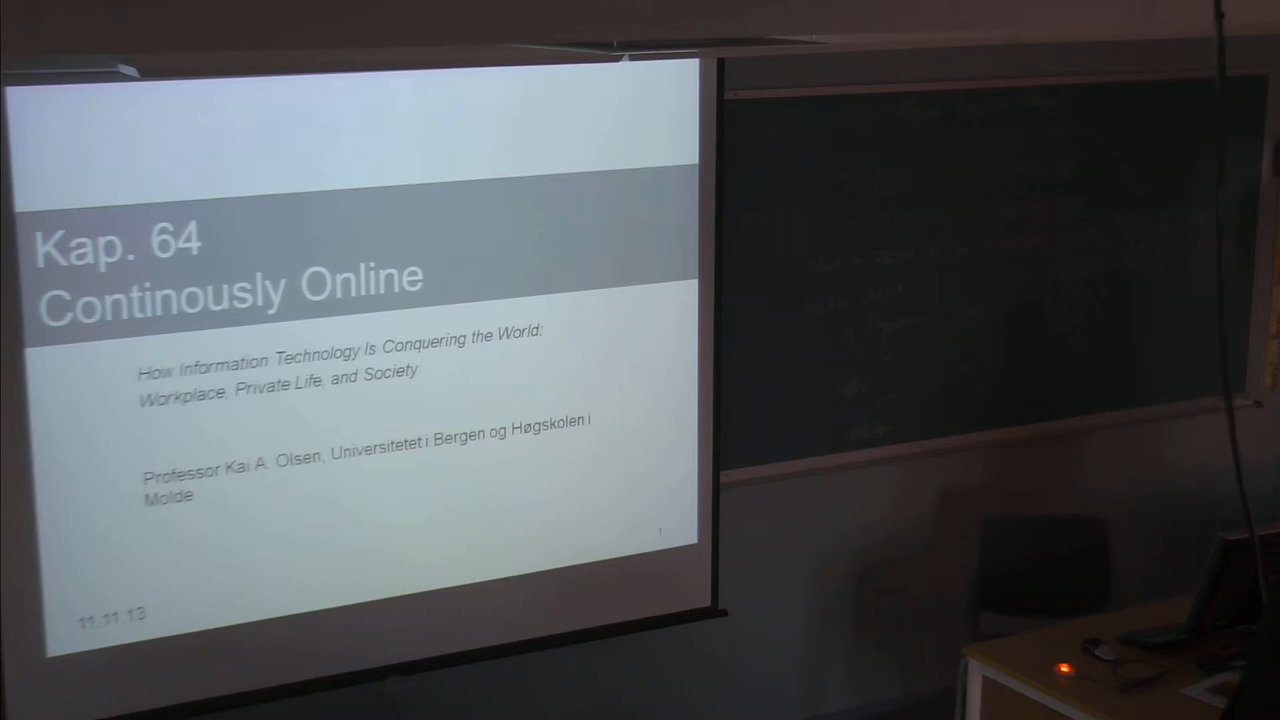 Kap. 64
Continously Online
How Information Technology Is Conquering the World:
Workplace, Private Life, and Society
Professor Kai A. Olsen, Universitetet i Bergen og Høgskolen i
Molde
1
11.11.13